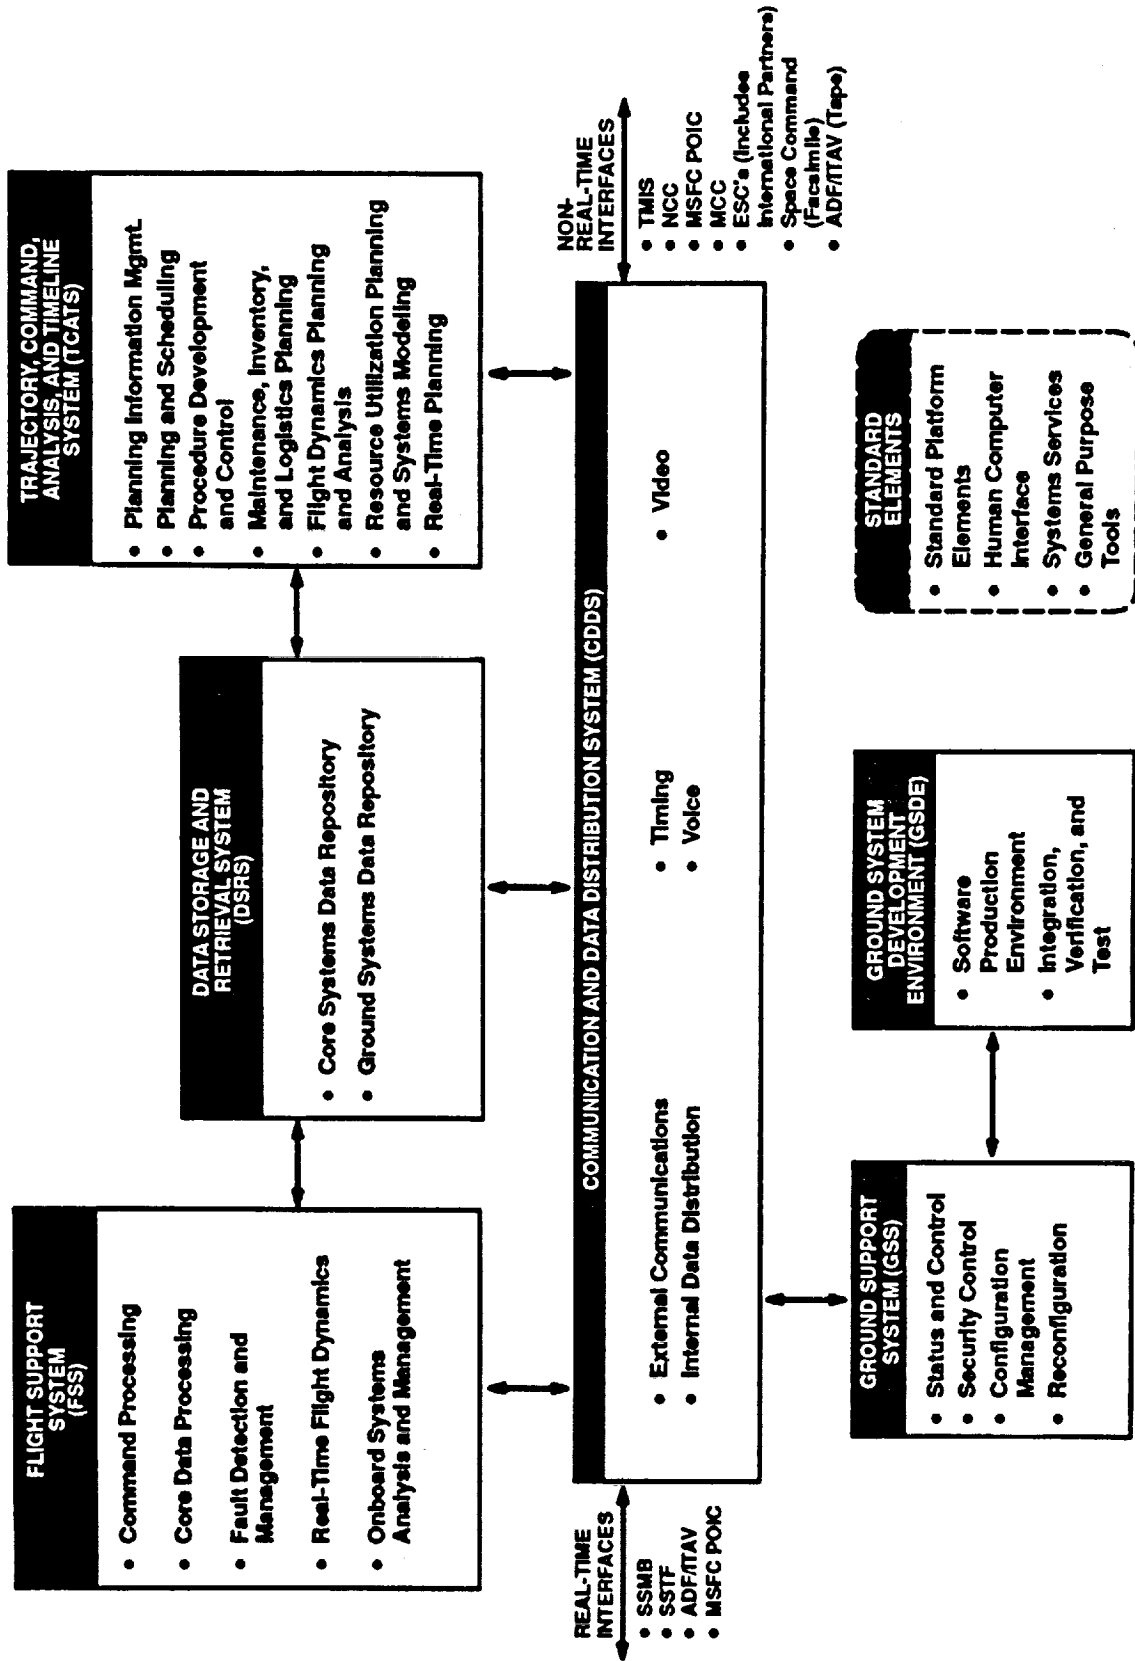 FLIGHT SUPPORT
SYSTEM
(FSS)
• Command Processing
• Core Data Processing
• Fault Detection and
Management
• Real-Time Flight Dynamics
• Onboard Systems
Analysis and Management
DATA STORAGE AND
RETRIEVAL SYSTEM
(DSRS)
• Core Systems Data Repository
• Ground Systems Data Repository
TRAJECTORY, COMMAND,
ANALYSIS, AND TIMELINE
SYSTEM (TCATS)
• Planning Information Mgmt.
• Planning and Scheduling
• Procedure Development
and Control
• Maintenance, Inventory,
and Logistics Planning
• Flight Dynamics Planning
and Analysis
• Resource Utilization Planning
and Systems Modeling
• Real-Time Planning
REAL-TIME
INTERFACES
• SSMB
• SSTF
• ADF/ITAV
• MSFC POIC
COMMUNICATION AND DATA DISTRIBUTION SYSTEM (CDDS)
• External Communications
• Internal Data Distribution
• Timing
• Voice
• Video
NON-
REAL-TIME
INTERFACES
• TMIS
• NCC
• MSFC POIC
• MCC
• ESC's (Includes
International Partners)
• Space Command
(Facsimile)
• ADF/ITAV (Tape)
GROUND SUPPORT
SYSTEM (GSS)
• Status and Control
• Security Control
• Configuration
Management
• Reconfiguration
GROUND SYSTEM
DEVELOPMENT
ENVIRONMENT (GSDE)
• Software
Production
Environment
• Integration,
Verification, and
Test
STANDARD
ELEMENTS
• Standard Platform
Elements
• Human Computer
Interface
• Systems Services
• General Purpose
Tools